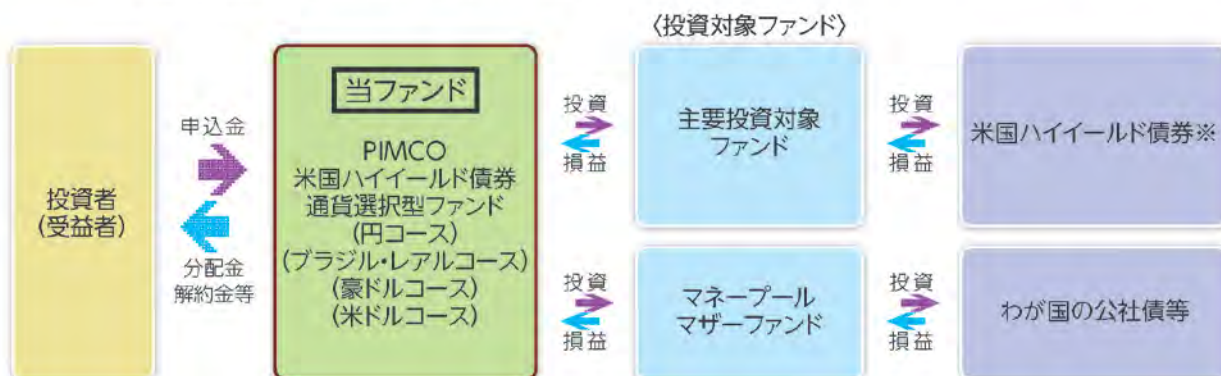 〈投資対象ファンド〉
投資者
(受益者)
申込金
分配金
解約金等
当ファンド
PIMCO
米国ハイイールド債券
通貨選択型ファンド
(円コース)
(ブラジル・レアルコース)
(豪ドルコース)
(米ドルコース)
投資
損益
主要投資対象
ファンド
投資
損益
米国ハイイールド債券※
投資
損益
マネープール
マザーファンド
投資
損益
わが国の公社債等